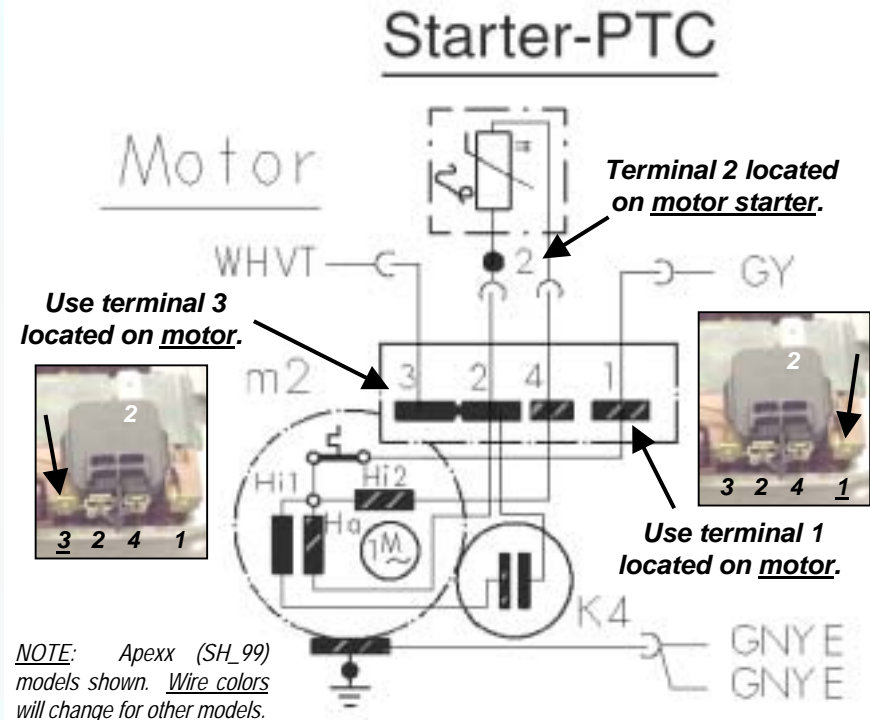 Starter-PTC
Motor
Terminal 2 located
on motor starter.
2
WHVT
GY
Use terminal 3
located on motor.
m2
3 2 4 1
2
3 2 4 1
2
3 2 4 1
Hi1
Hi2
Ha
1M~
Use terminal 1
located on motor.
K4
GNYE
GNYE
NOTE: Apexx (SH_99)
models shown. Wire colors
will change for other models.